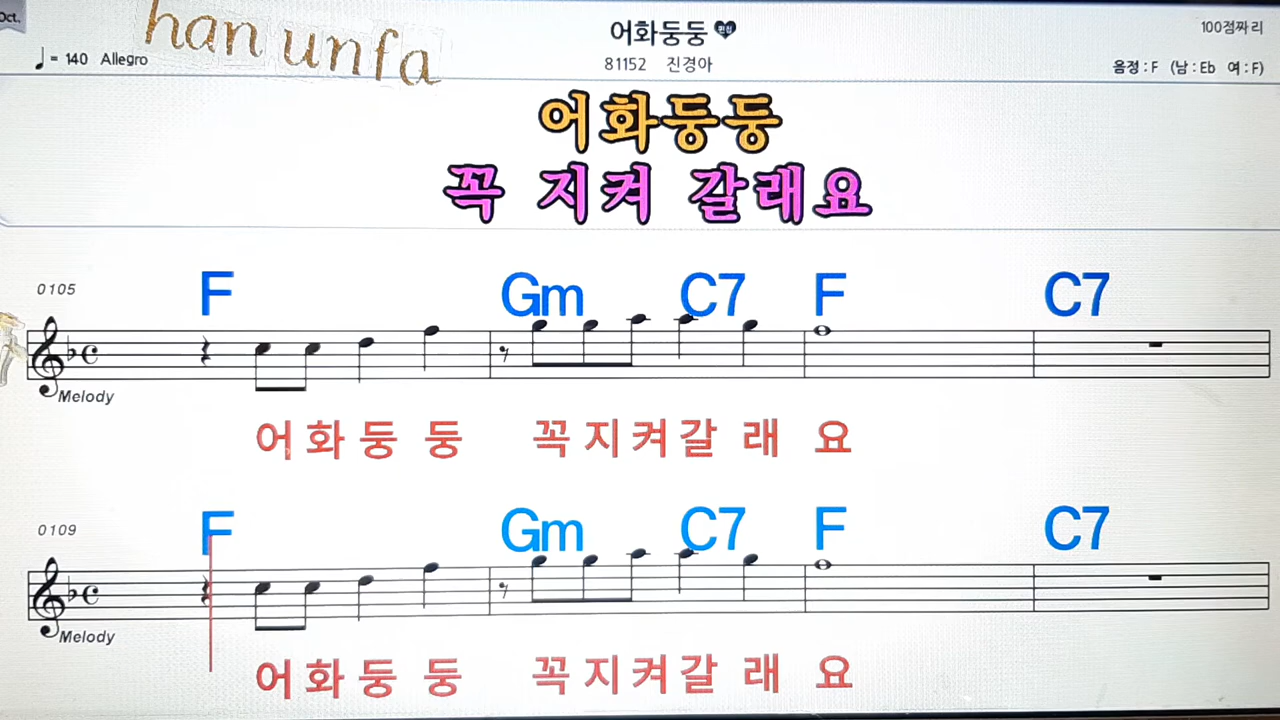 Oct.
han unfa
어화둥둥 편심
100점짜리
♩= 140 Allegro
81152 진경아
음정 : F (남 : Eb 여 : F)
어화둥둥
꼭 지켜 갈래요
F Gm C7 F C7
0105
Melody
어 화 둥 둥 꼭 지 켜 갈 래 요
F Gm C7 F C7
0109
Melody
어 화 둥 둥 꼭 지 켜 갈 래 요